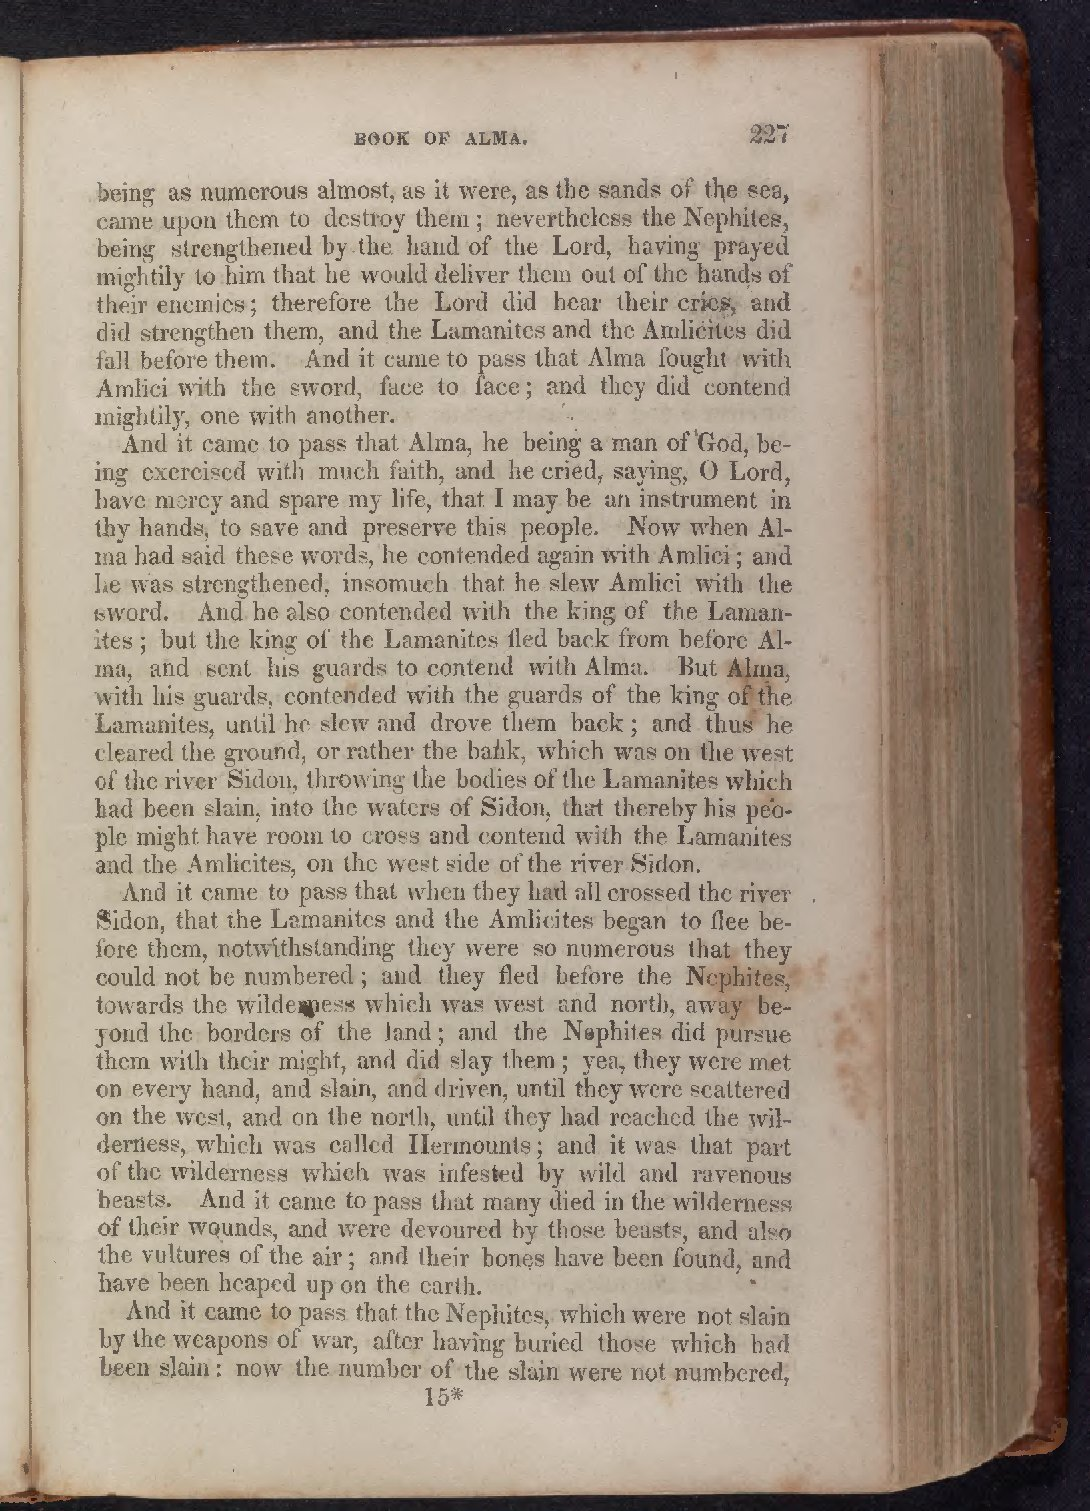 BOOK OF ALMA. 227
being as numerous almost, as it were, as the sands of the sea,
came upon them to destroy them; nevertheless the Nephites,
being strengthened by the hand of the Lord, having prayed
mightily to him that he would deliver them out of the hands of
their enemies; therefore the Lord did hear their cries, and
did strengthen them, and the Lamanites and the Amlicites did
fall before them. And it came to pass that Alma fought with
Amlici with the sword, face to face; and they did contend
mightily, one with another.
And it came to pass that Alma, he being a man of God, be-
ing exercised with much faith, and he cried, saying, O Lord,
have mercy and spare my life, that I may be an instrument in
thy hands, to save and preserve this people. Now when Al-
ma had said these words, he contended again with Amlici; and
he was strengthened, insomuch that he slew Amlici with the
sword. And he also contended with the king of the Laman-
ites; but the king of the Lamanites fled back from before Al-
ma, and sent his guards to contend with Alma. But Alma,
with his guards, contended with the guards of the king of the
Lamanites, until he slew and drove them back; and thus he
cleared the ground, or rather the bank, which was on the west
of the river Sidon, throwing the bodies of the Lamanites which
had been slain, into the waters of Sidon, that thereby his peo-
ple might have room to cross and contend with the Lamanites
and the Amlicites, on the west side of the river Sidon.
And it came to pass that when they had all crossed the river
Sidon, that the Lamanites and the Amlicites began to flee be-
fore them, notwithstanding they were so numerous that they
could not be numbered; and they fled before the Nephites,
towards the wilderness which was west and north, away be-
yond the borders of the land; and the Nephites did pursue
them with their might, and did slay them; yea, they were met
on every hand, and slain, and driven, until they were scattered
on the west, and on the north, until they had reached the wil-
derness, which was called Hermounts; and it was that part
of the wilderness which was infested by wild and ravenous
beasts. And it came to pass that many died in the wilderness
of their wounds, and were devoured by those beasts, and also
the vultures of the air; and their bones have been found, and
have been heaped up on the earth.
And it came to pass that the Nephites, which were not slain
by the weapons of war, after having buried those which had
been slain: now the number of the slain were not numbered,
15*